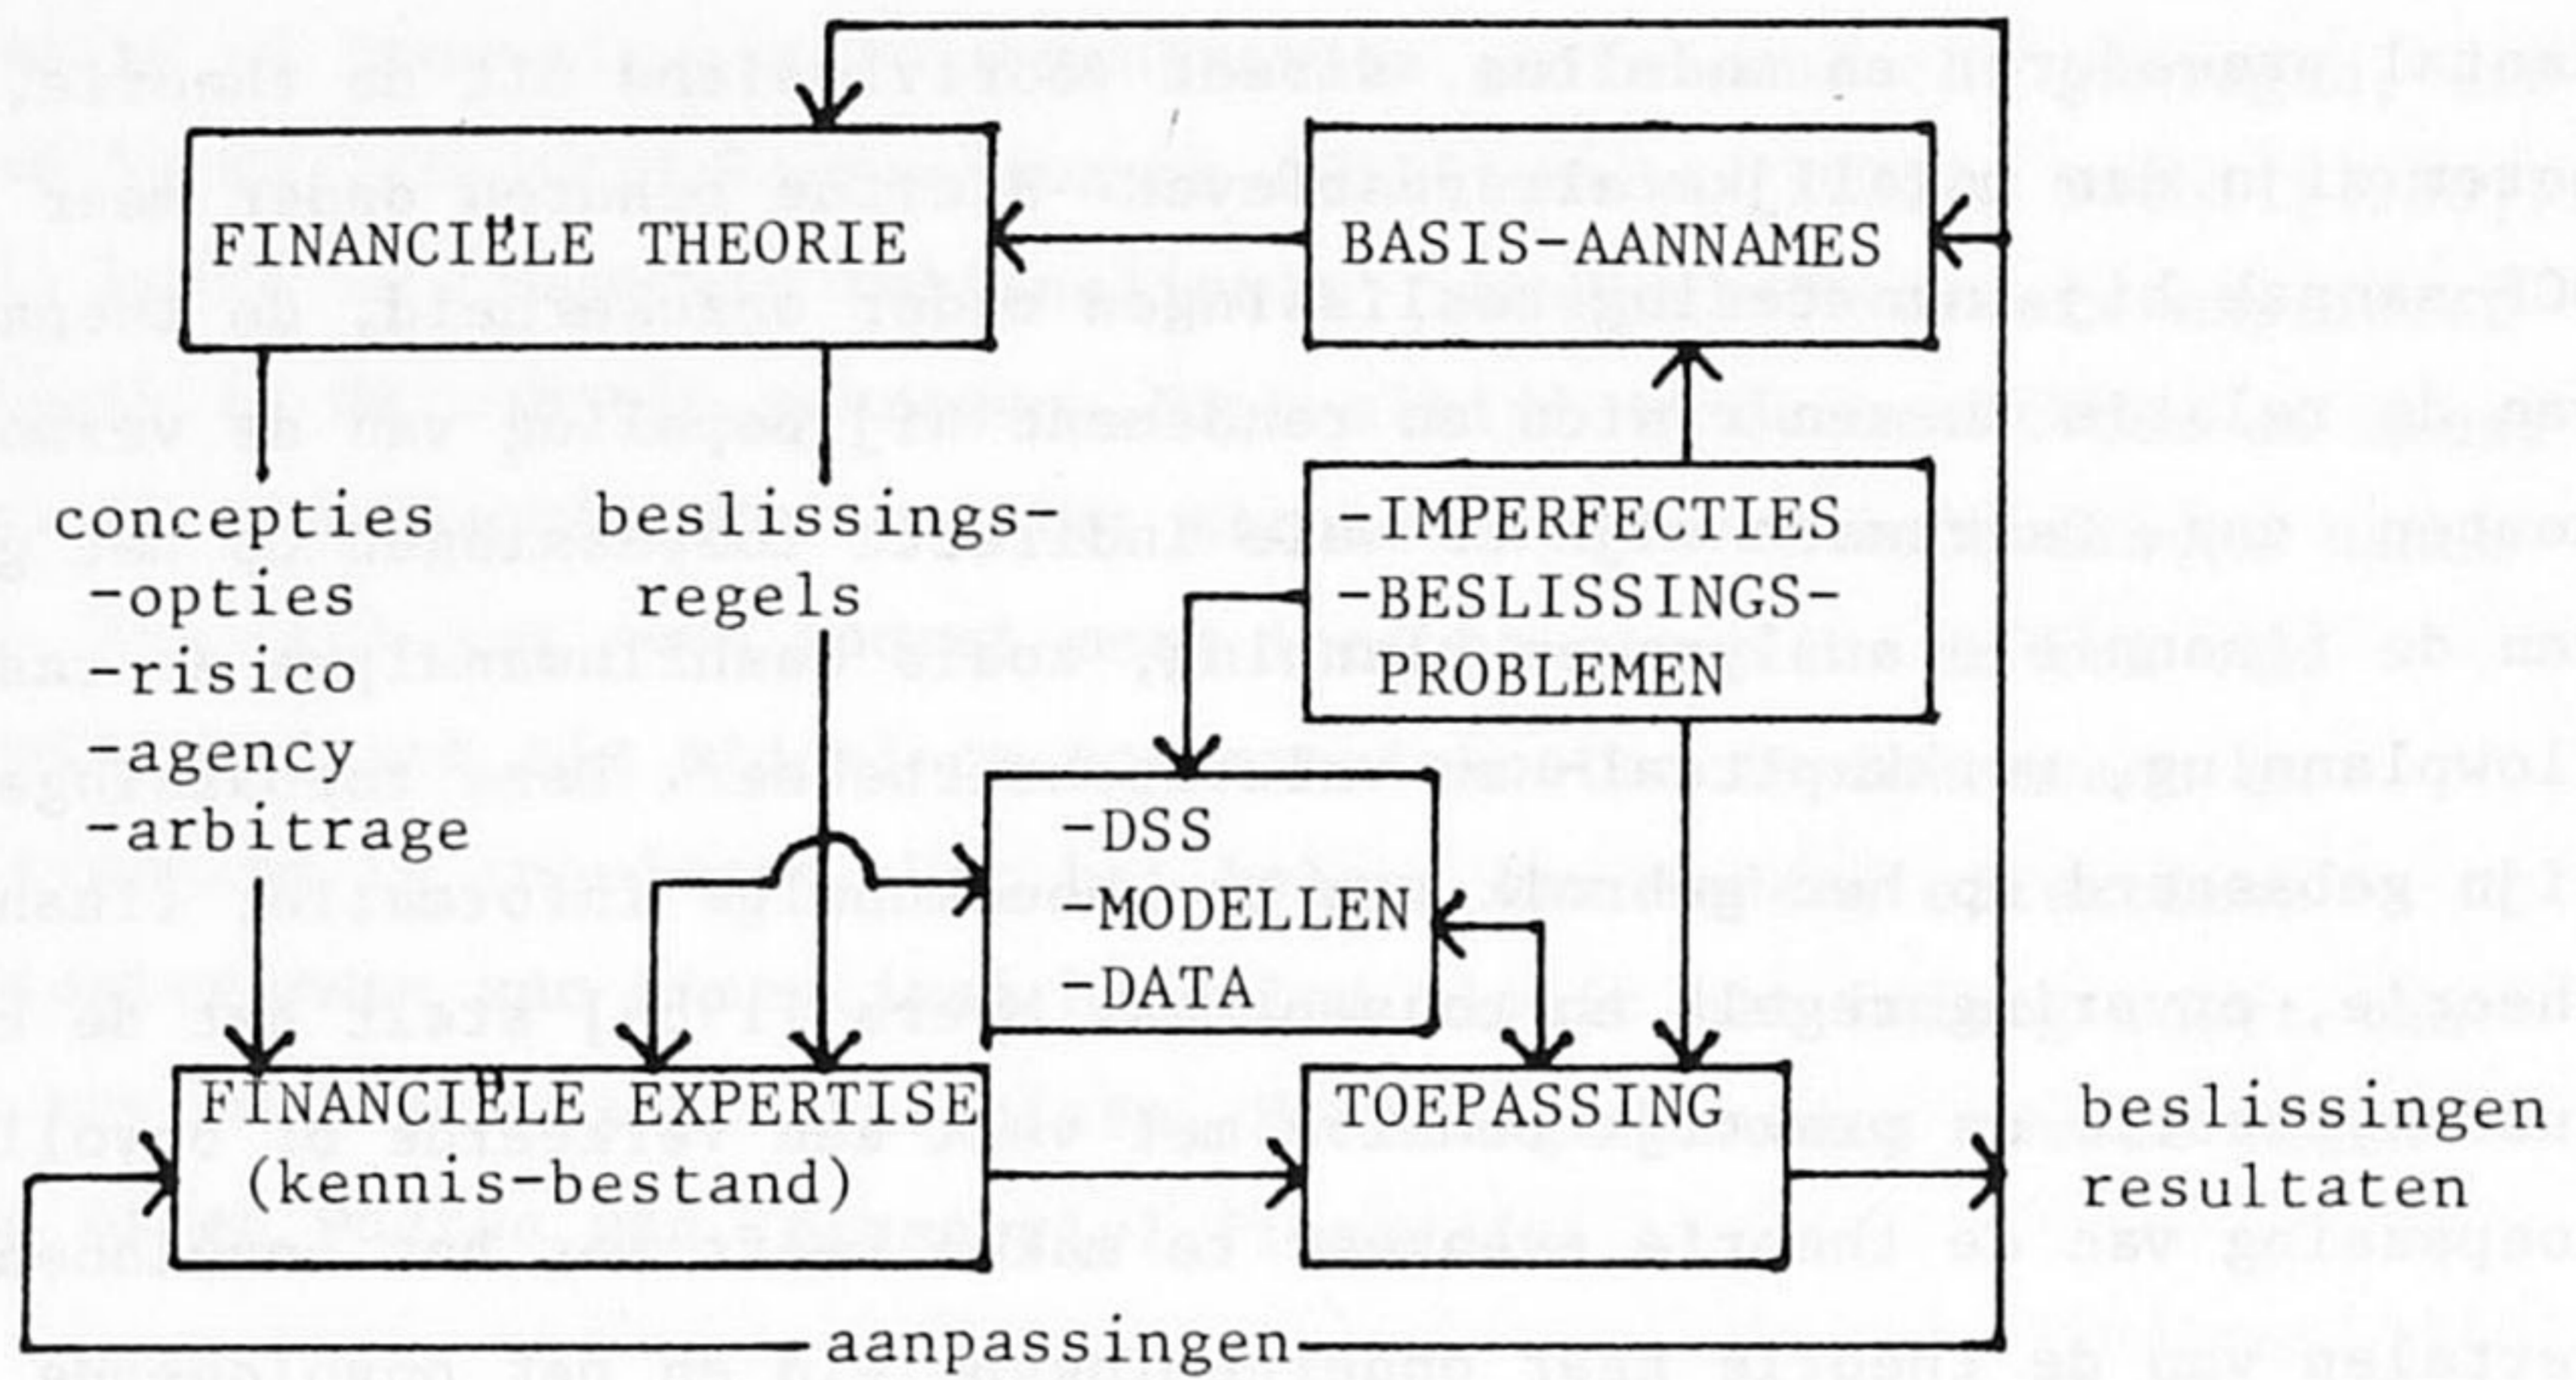 FINANCIËLE THEORIE
BASIS-AANNAMES
concepties
-opties
-risico
-agency
-arbitrage
beslissings-
regels
-IMPERFECTIES
-BESLISSINGS-
PROBLEMEN
-DSS
-MODELLEN
-DATA
FINANCIËLE EXPERTISE
(kennis-bestand)
TOEPASSING
beslissingen
resultaten
aanpassingen